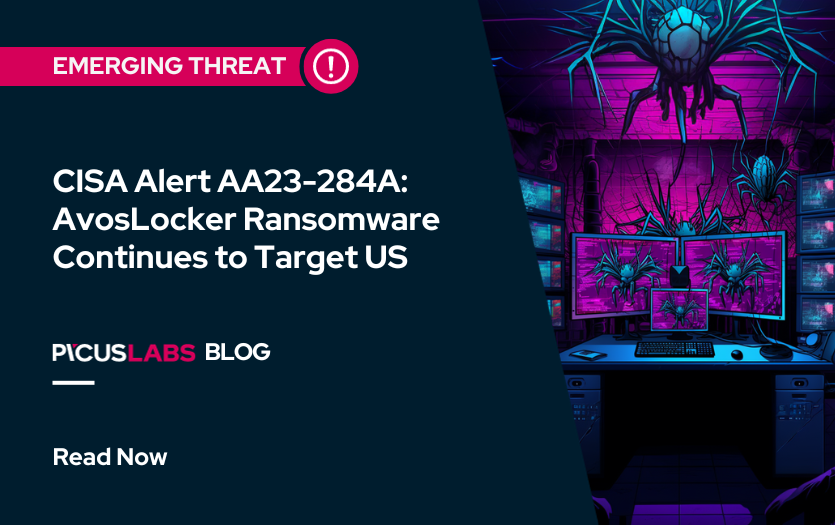 EMERGING THREAT
CISA Alert AA23-284A:
AvosLocker Ransomware
Continues to Target US
PICUSLABS BLOG
Read Now